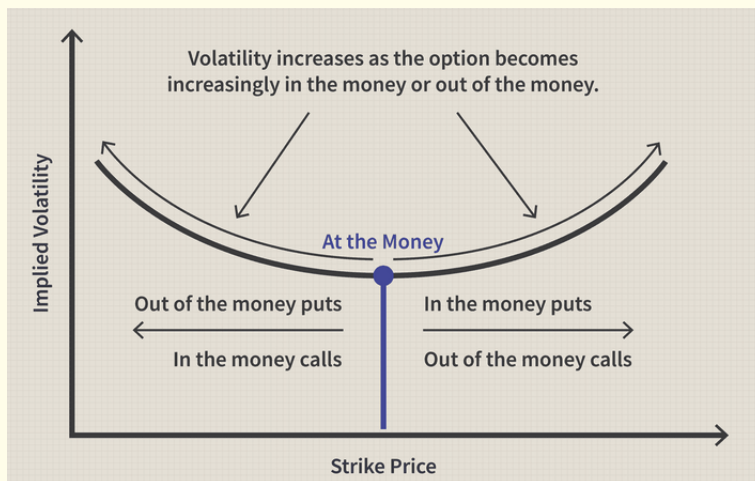 Volatility increases as the option becomes
increasingly in the money or out of the money.
Implied Volatility
At the Money
Out of the money puts
In the money puts
In the money calls
Out of the money calls
Strike Price